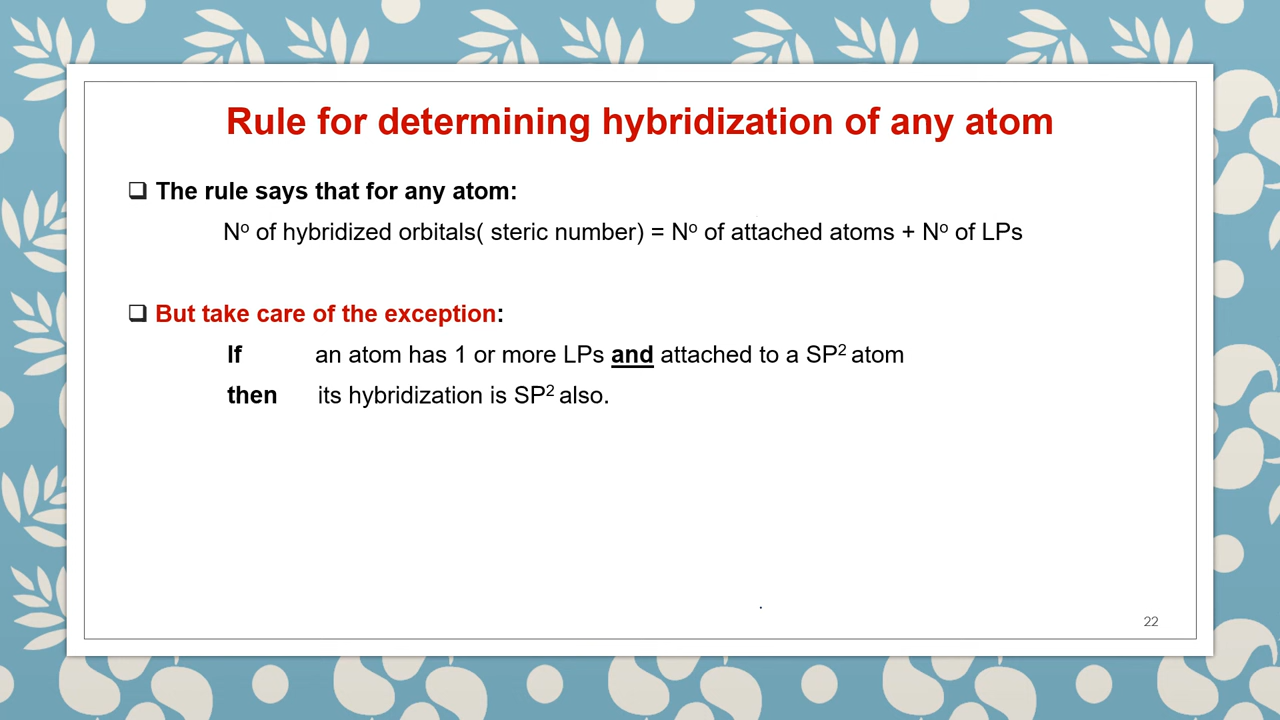 Rule for determining hybridization of any atom
❑ The rule says that for any atom:
Nº of hybridized orbitals( steric number) = Nº of attached atoms + Nº of LPs
❑ But take care of the exception:
If an atom has 1 or more LPs and attached to a SP² atom
then its hybridization is SP² also.
.
22